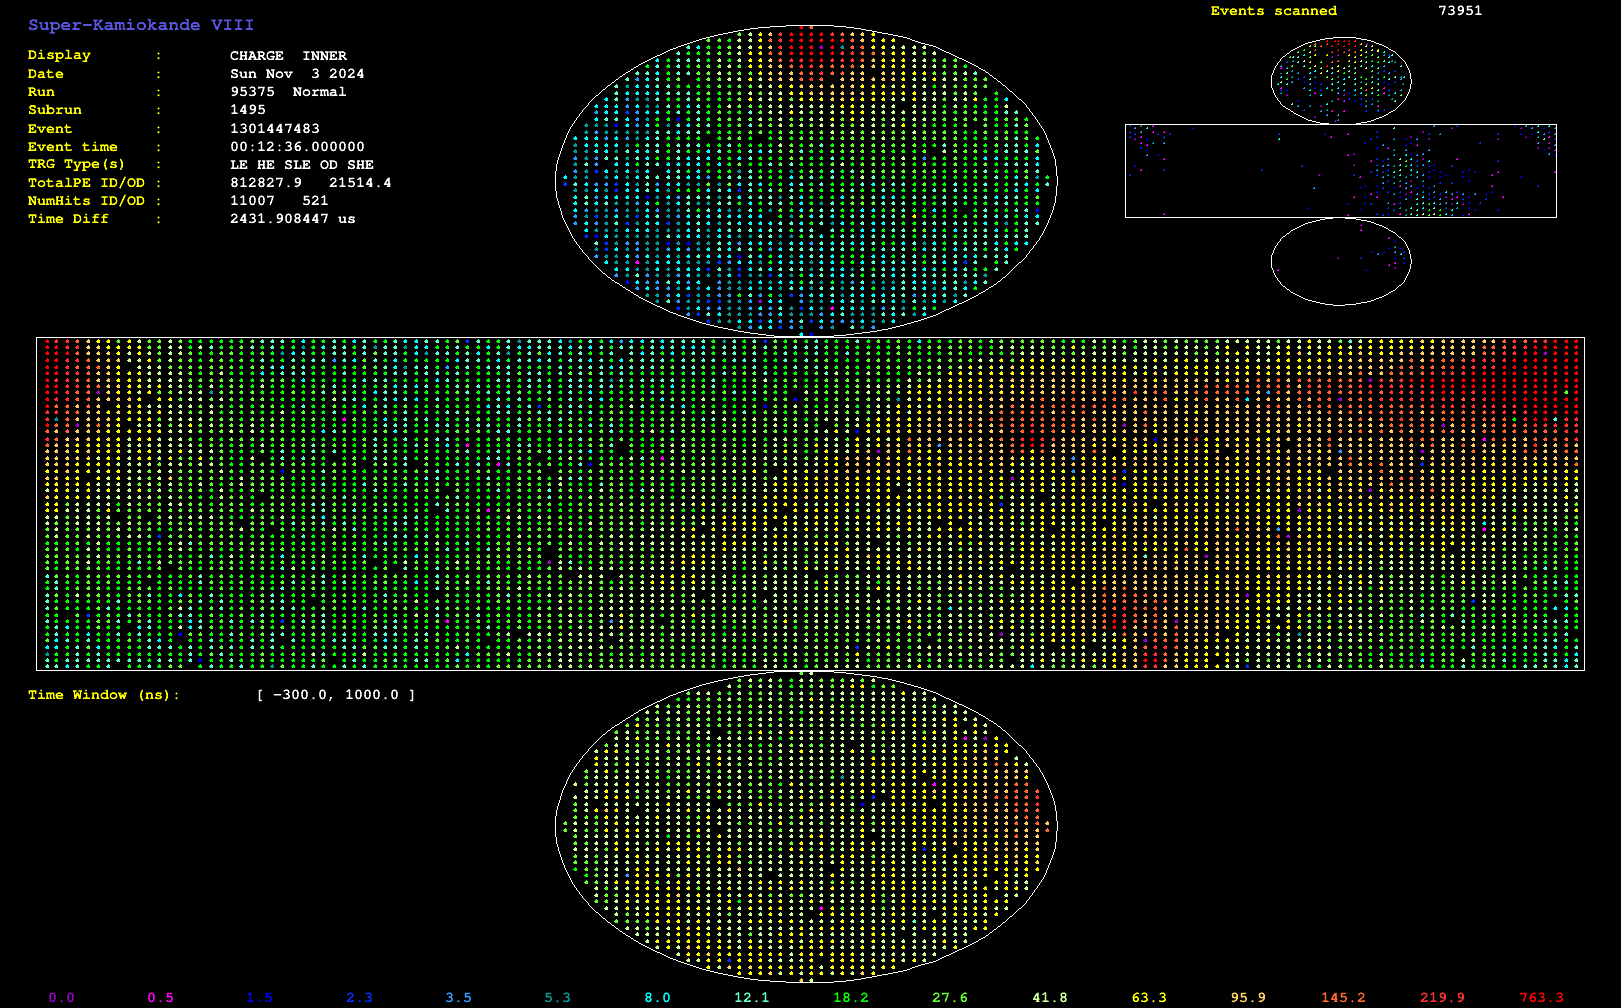 Super-Kamiokande VIII
Events scanned 73951
Display : CHARGE INNER
Date : Sun Nov 3 2024
Run : 95375 Normal
Subrun : 1495
Event : 1301447483
Event time : 00:12:36.000000
TRG Type(s) : LE HE SLE OD SHE
TotalPE ID/OD : 812827.9 21514.4
NumHits ID/OD : 11007 521
Time Diff : 2431.908447 us
Time Window (ns): [ -300.0, 1000.0 ]
0.0 0.5 1.5 2.3 3.5 5.3 8.0 12.1 18.2 27.6 41.8 63.3 95.9 145.2 219.9 763.3